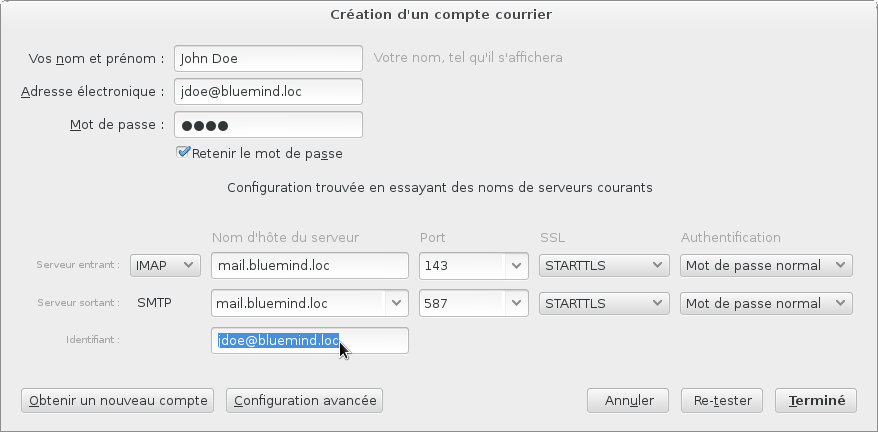 Création d'un compte courrier
Vos nom et prénom : John Doe Votre nom, tel qu'il s'affichera
Adresse électronique : jdoe@bluemind.loc
Mot de passe : ●●●●
Retenir le mot de passe
Configuration trouvée en essayant des noms de serveurs courants
Nom d'hôte du serveur Port SSL Authentification
Serveur entrant : IMAP mail.bluemind.loc 143 STARTTLS Mot de passe normal
Serveur sortant : SMTP mail.bluemind.loc 587 STARTTLS Mot de passe normal
Identifiant : jdoe@bluemind.loc
Obtenir un nouveau compte Configuration avancée Annuler Re-tester Terminé